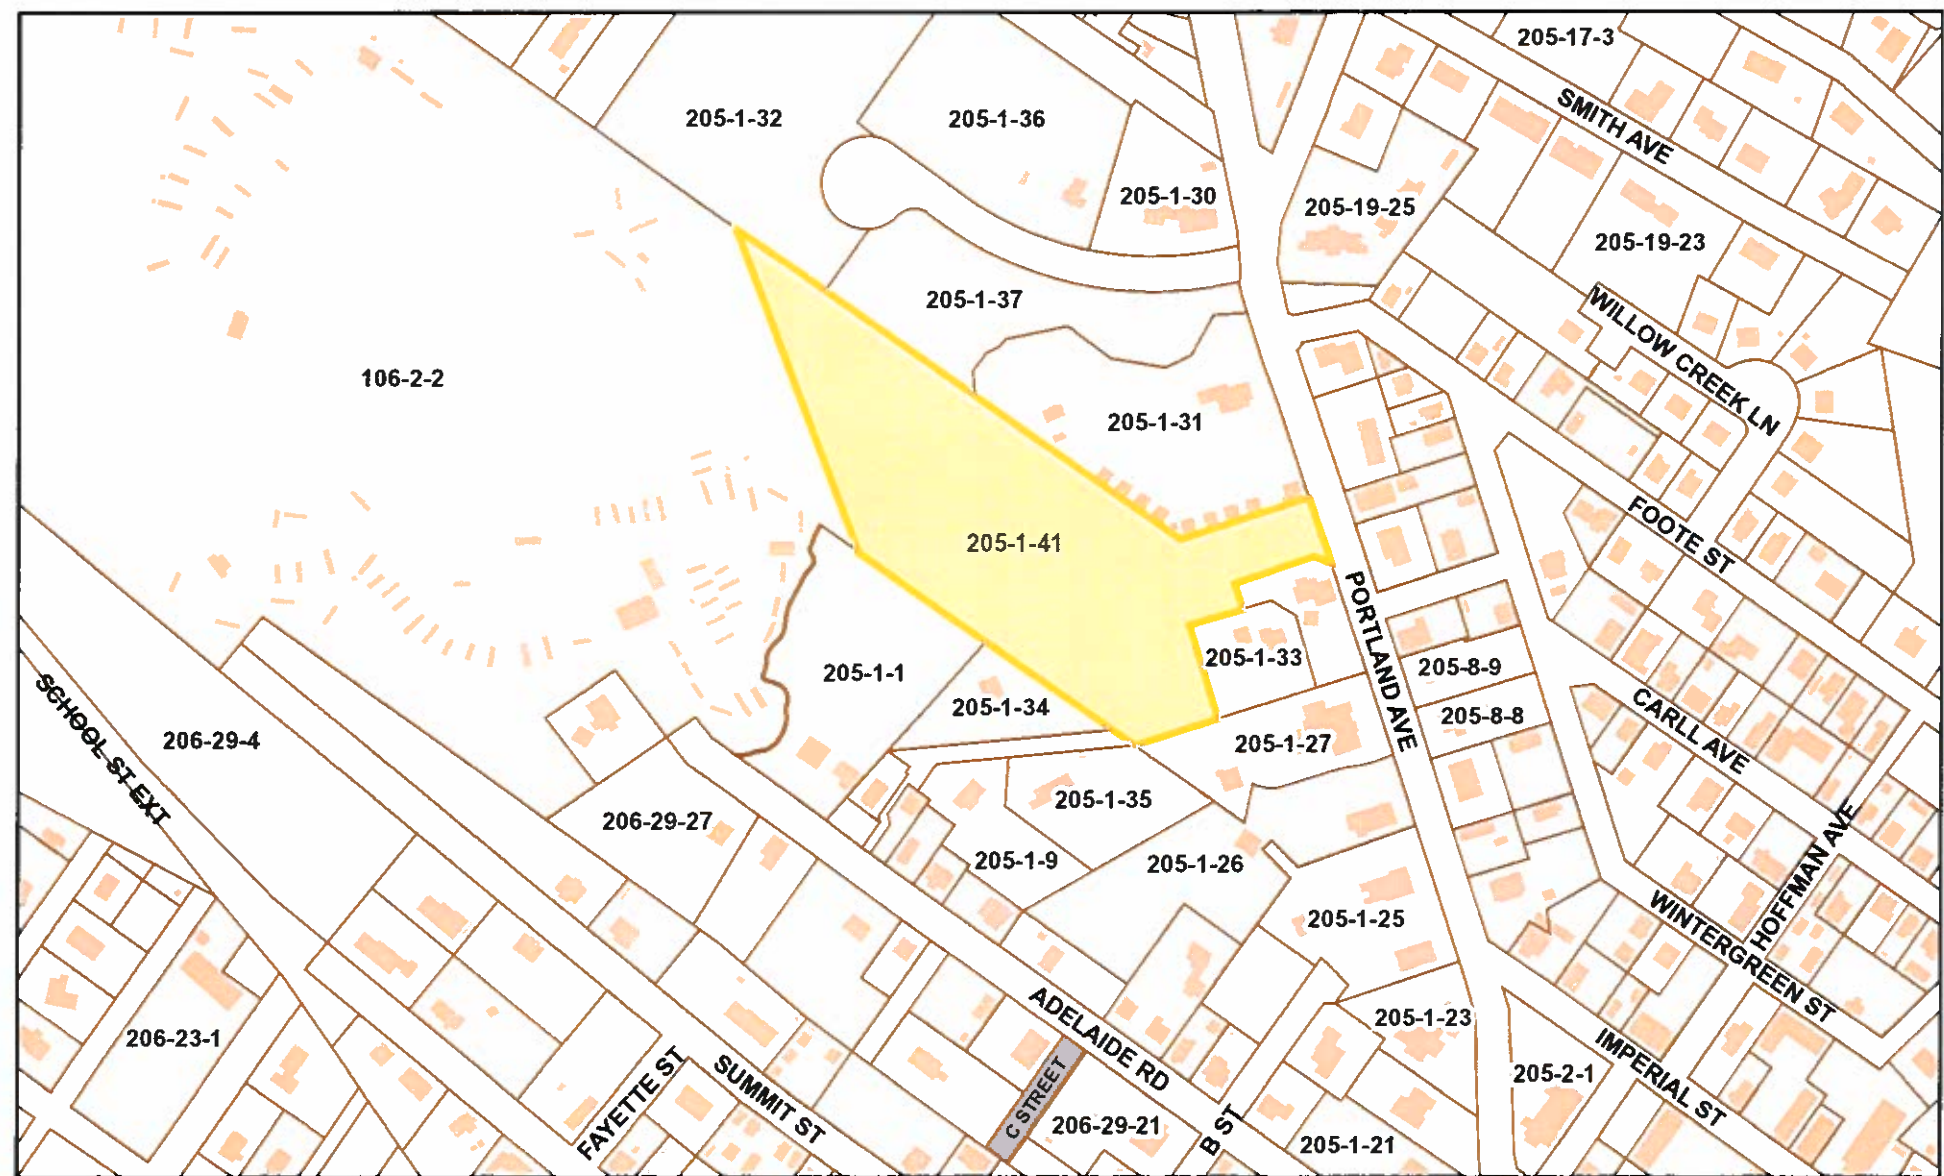 205-17-3
205-1-32
205-1-36
SMITH AVE
205-1-30
205-19-25
205-19-23
205-1-37
WILLOW CREEK LN
106-2-2
205-1-31
FOOTE ST
205-1-41
PORTLAND AVE
205-1-33
205-8-9
205-1-1
205-1-34
205-8-8
CARLL AVE
SCHOOL ST EXT
206-29-4
205-1-27
205-1-35
206-29-27
HOFFMAN AVE
205-1-9
205-1-26
205-1-25
WINTERGREEN ST
206-23-1
ADELAIDE RD
205-1-23
IMPERIAL ST
205-2-1
FAYETTE ST
SUMMIT ST
C STREET
206-29-21
B ST
205-1-21